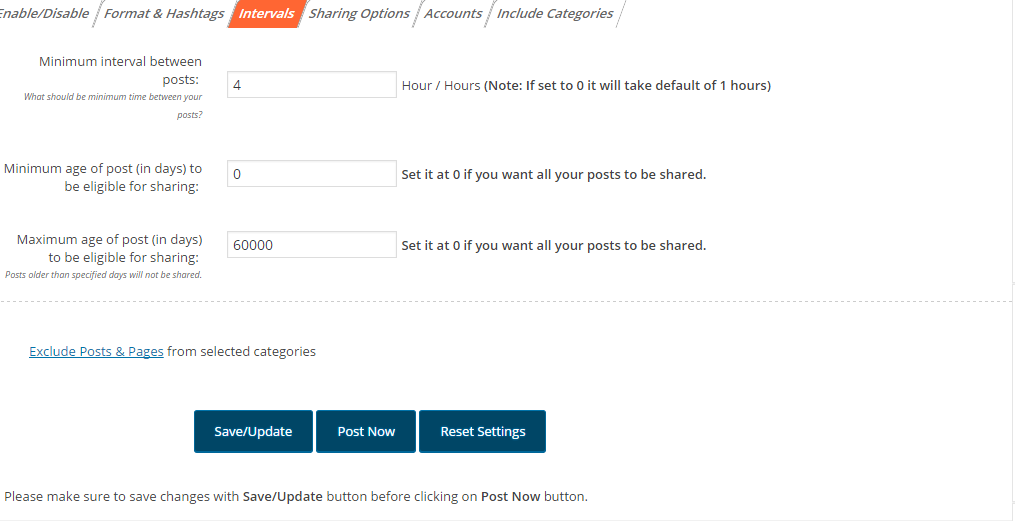 Enable/Disable Format & Hashtags Intervals Sharing Options Accounts Include Categories
Minimum interval between
posts:
What should be minimum time between your
posts?
4 Hour / Hours (Note: If set to 0 it will take default of 1 hours)
Minimum age of post (in days) to
be eligible for sharing:
0 Set it at 0 if you want all your posts to be shared.
Maximum age of post (in days)
to be eligible for sharing:
Posts older than specified days will not be shared.
60000 Set it at 0 if you want all your posts to be shared.
Exclude Posts & Pages from selected categories
Save/Update Post Now Reset Settings
Please make sure to save changes with Save/Update button before clicking on Post Now button.